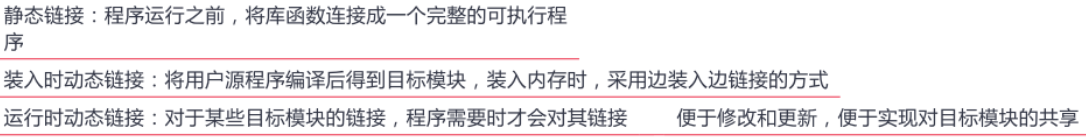 静态链接：程序运行之前，将库函数连接成一个完整的可执行程
序
装入时动态链接：将用户源程序编译后得到目标模块，装入内存时，采用边装入边链接的方式
运行时动态链接：对于某些目标模块的链接，程序需要时才会对其链接　　便于修改和更新，便于实现对目标模块的共享